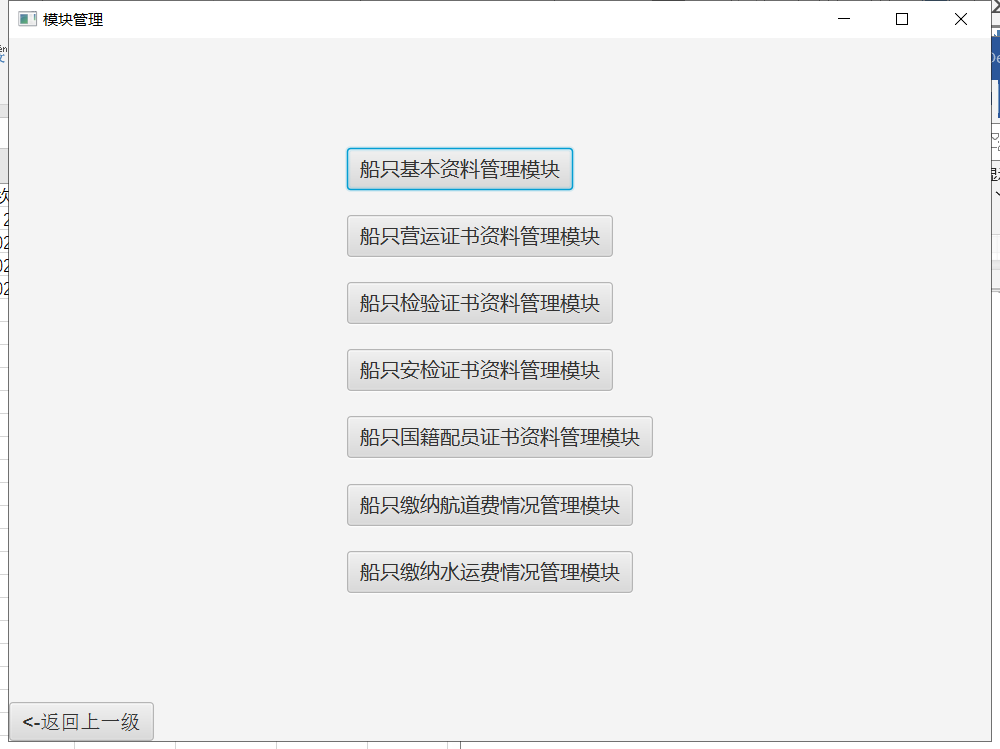 模块管理
船只基本资料管理模块
船只营运证书资料管理模块
船只检验证书资料管理模块
船只安检证书资料管理模块
船只国籍配员证书资料管理模块
船只缴纳航道费情况管理模块
船只缴纳水运费情况管理模块
<-返回上一级